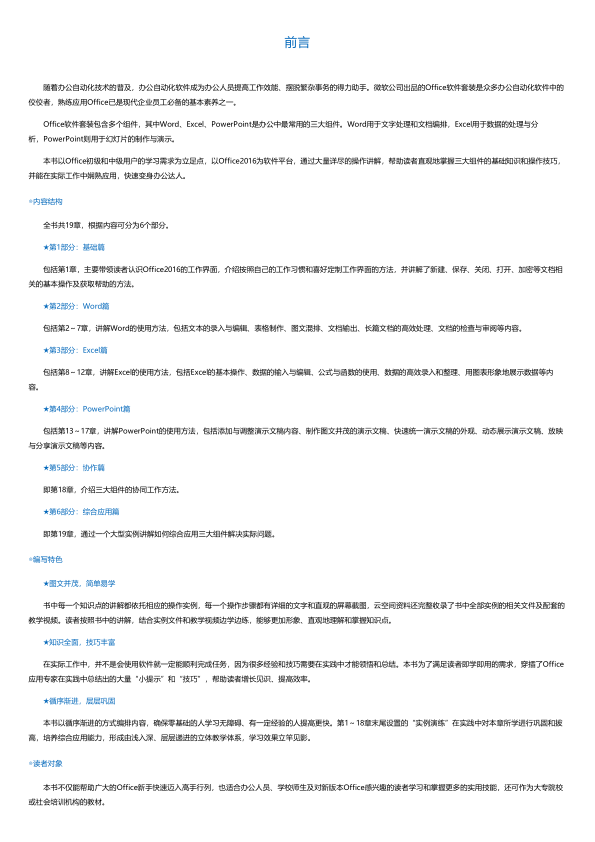 前言
随着办公自动化技术的普及，办公自动化软件成为办公人员提高工作效能、摆脱繁杂事务的得力助手。微软公司出品的Office软件套装是众多办公自动化软件中的
佼佼者，熟练应用Office已是现代企业员工必备的基本素养之一。
Office软件套装包含多个组件，其中Word、Excel、PowerPoint是办公中最常用的三大组件。Word用于文字处理和文档编排，Excel用于数据的处理与分
析，PowerPoint则用于幻灯片的制作与演示。
本书以Office初级和中级用户的学习需求为立足点，以Office2016为软件平台，通过大量详尽的操作讲解，帮助读者直观地掌握三大组件的基础知识和操作技巧，
并能在实际工作中娴熟应用，快速变身办公达人。
◎内容结构
全书共19章，根据内容可分为6个部分。
★第1部分：基础篇
包括第1章，主要带领读者认识Office2016的工作界面，介绍按照自己的工作习惯和喜好定制工作界面的方法，并讲解了新建、保存、关闭、打开、加密等文档相
关的基本操作及获取帮助的方法。
★第2部分：Word篇
包括第2～7章，讲解Word的使用方法，包括文本的录入与编辑、表格制作、图文混排、文档输出、长篇文档的高效处理、文档的检查与审阅等内容。
★第3部分：Excel篇
包括第8～12章，讲解Excel的使用方法，包括Excel的基本操作、数据的输入与编辑、公式与函数的使用、数据的高效录入和整理、用图表形象地展示数据等内
容。
★第4部分：PowerPoint篇
包括第13～17章，讲解PowerPoint的使用方法，包括添加与调整演示文稿内容、制作图文并茂的演示文稿、快速统一演示文稿的外观、动态展示演示文稿、放映
与分享演示文稿等内容。
★第5部分：协作篇
即第18章，介绍三大组件的协同工作方法。
★第6部分：综合应用篇
即第19章，通过一个大型实例讲解如何综合应用三大组件解决实际问题。
◎编写特色
★图文并茂，简单易学
书中每一个知识点的讲解都依托相应的操作实例，每一个操作步骤都有详细的文字和直观的屏幕截图，云空间资料还完整收录了书中全部实例的相关文件及配套的
教学视频。读者按照书中的讲解，结合实例文件和教学视频边学边练，能够更加形象、直观地理解和掌握知识点。
★知识全面，技巧丰富
在实际工作中，并不是会使用软件就一定能顺利完成任务，因为很多经验和技巧需要在实践中才能领悟和总结。本书为了满足读者即学即用的需求，穿插了Office
应用专家在实践中总结出的大量“小提示”和“技巧”，帮助读者增长见识、提高效率。
★循序渐进，层层巩固
本书以循序渐进的方式编排内容，确保零基础的人学习无障碍、有一定经验的人提高更快。第1～18章末尾设置的“实例演练”在实践中对本章所学进行巩固和拔
高，培养综合应用能力，形成由浅入深、层层递进的立体教学体系，学习效果立竿见影。
◎读者对象
本书不仅能帮助广大的Office新手快速迈入高手行列，也适合办公人员、学校师生及对新版本Office感兴趣的读者学习和掌握更多的实用技能，还可作为大专院校
或社会培训机构的教材。